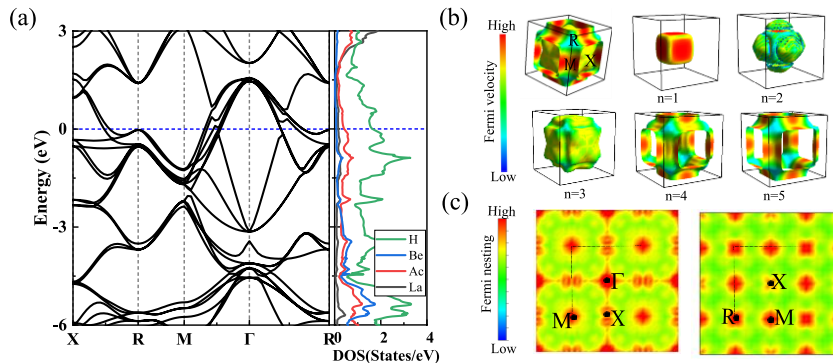 (a)
Energy (eV)
3
0
-3
-6
X
R
M
Γ
R
0
2
4
DOS(States/eV)
H
Be
Ac
La
(b)
High
Fermi velocity
Low
R
M
X
n=1
n=2
n=3
n=4
n=5
(c)
High
Fermi nesting
Low
Γ
M
X
X
R
M